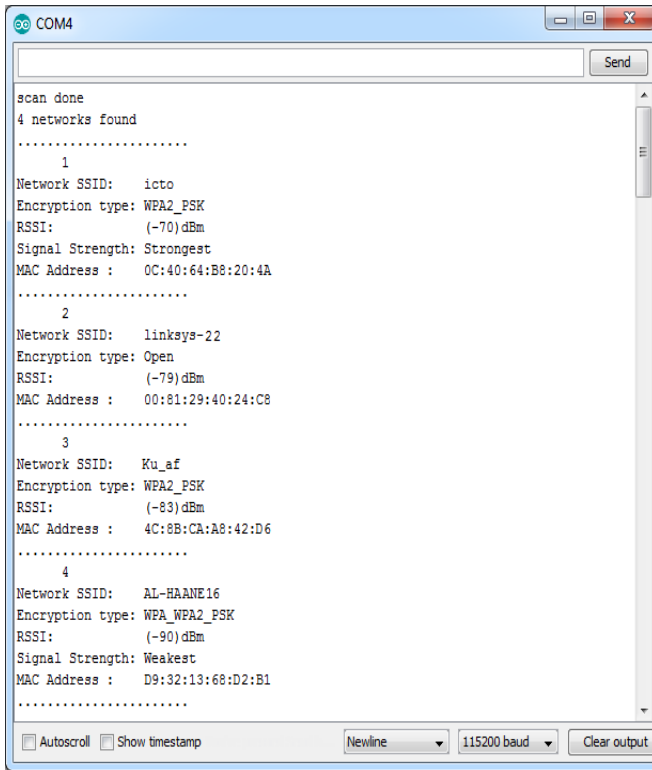 COM4
Send
scan done
4 networks found
.......................
1
Network SSID: icto
Encryption type: WPA2_PSK
RSSI: (-70)dBm
Signal Strength: Strongest
MAC Address : 0C:40:64:B8:20:4A
.......................
2
Network SSID: linksys-22
Encryption type: Open
RSSI: (-79)dBm
MAC Address : 00:81:29:40:24:C8
.......................
3
Network SSID: Ku_af
Encryption type: WPA2_PSK
RSSI: (-83)dBm
MAC Address : 4C:8B:CA:A8:42:D6
.......................
4
Network SSID: AL-HAANE16
Encryption type: WPA_WPA2_PSK
RSSI: (-90)dBm
Signal Strength: Weakest
MAC Address : D9:32:13:68:D2:B1
.......................
Autoscroll Show timestamp Newline 115200 baud Clear output